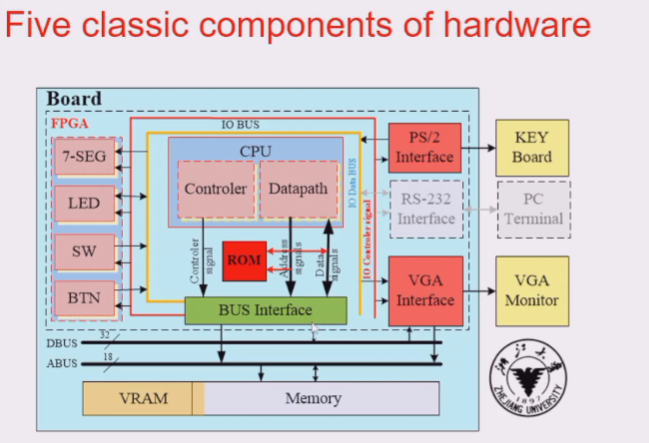 Five classic components of hardware
Board
FPGA
IO BUS
7-SEG
LED
SW
BTN
CPU
Controler
Datapath
Controler
signal
ROM
Address
signals
Data
signals
IO Data BUS
IO Controler signal
BUS Interface
PS/2
Interface
RS-232
Interface
VGA
Interface
KEY
Board
PC
Terminal
VGA
Monitor
DBUS
32
ABUS
18
VRAM
Memory
ZHEJIANG UNIVERSITY
1897